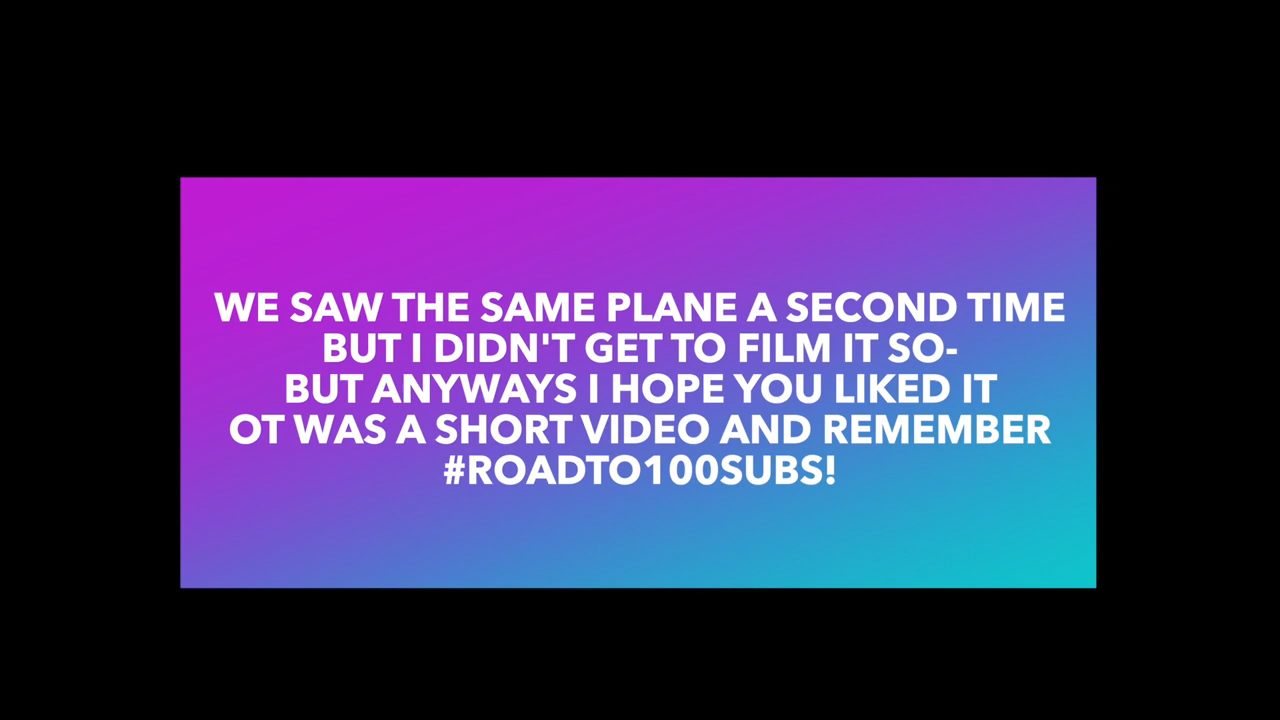 WE SAW THE SAME PLANE A SECOND TIME
BUT I DIDN'T GET TO FILM IT SO-
BUT ANYWAYS I HOPE YOU LIKED IT
OT WAS A SHORT VIDEO AND REMEMBER
#ROADTO100SUBS!